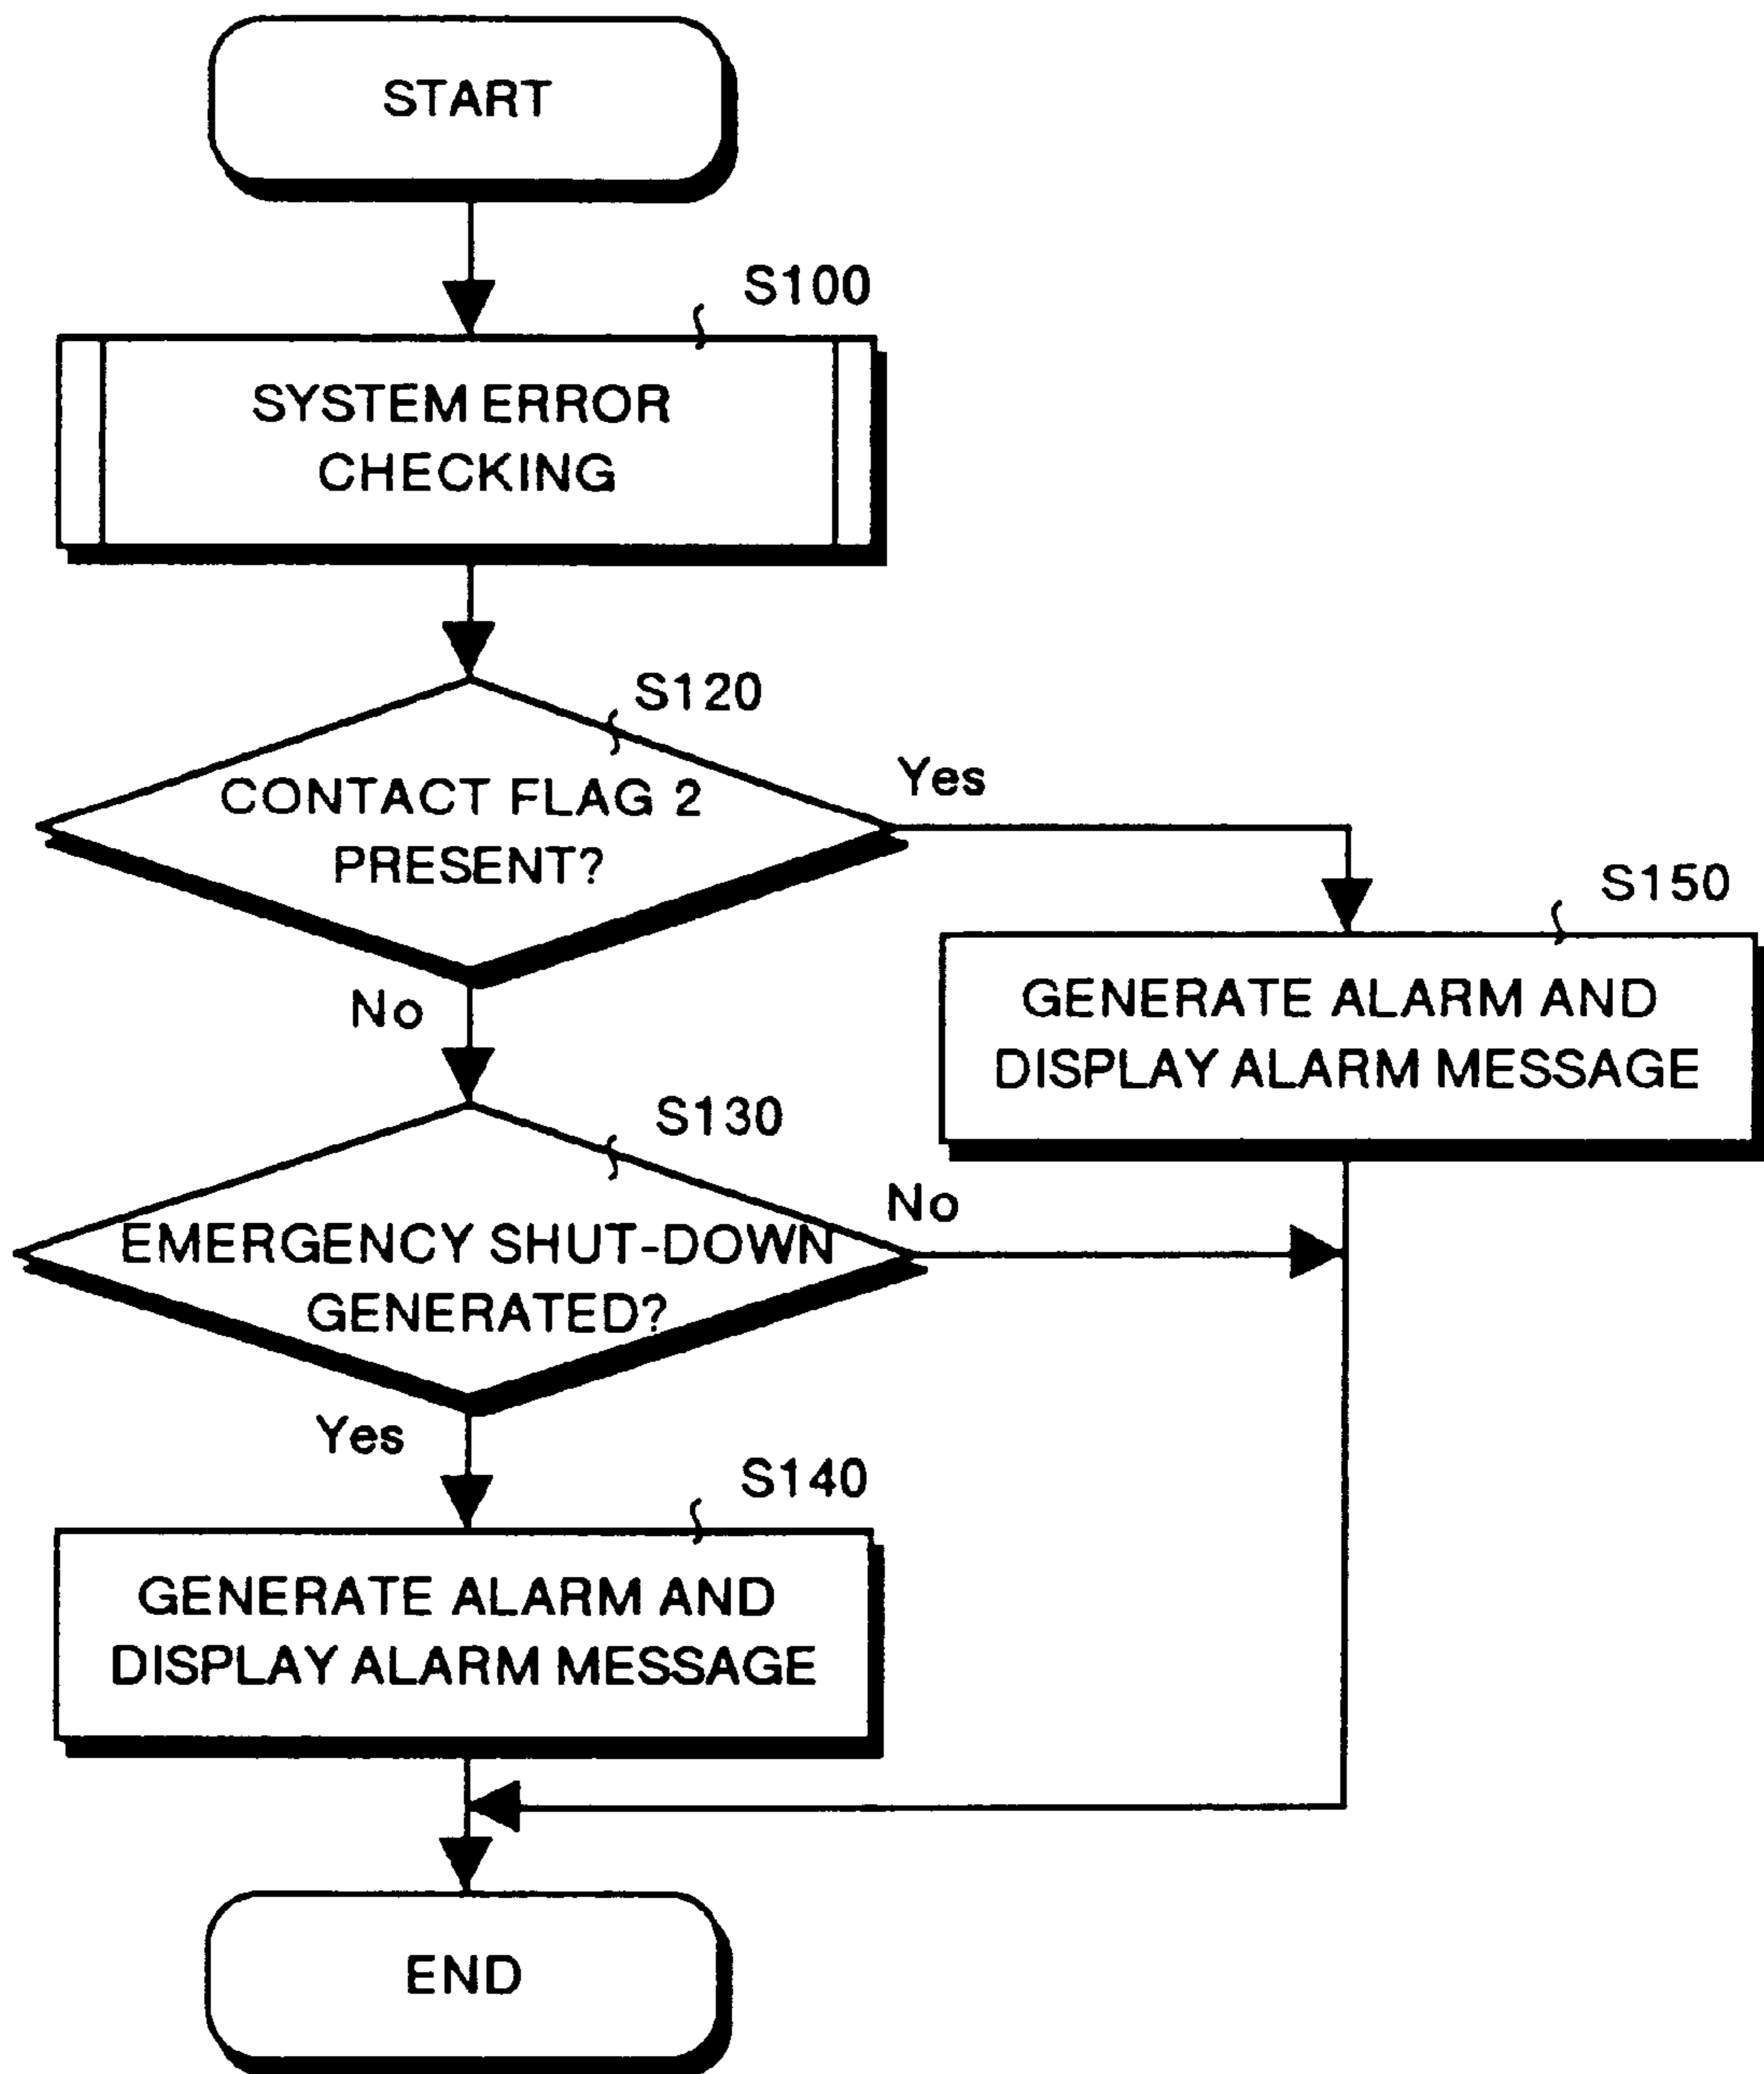 START
S100
SYSTEM ERROR
CHECKING
S120
CONTACT FLAG 2
PRESENT?
Yes
No
S150
GENERATE ALARM AND
DISPLAY ALARM MESSAGE
S130
EMERGENCY SHUT-DOWN
GENERATED?
No
Yes
S140
GENERATE ALARM AND
DISPLAY ALARM MESSAGE
END